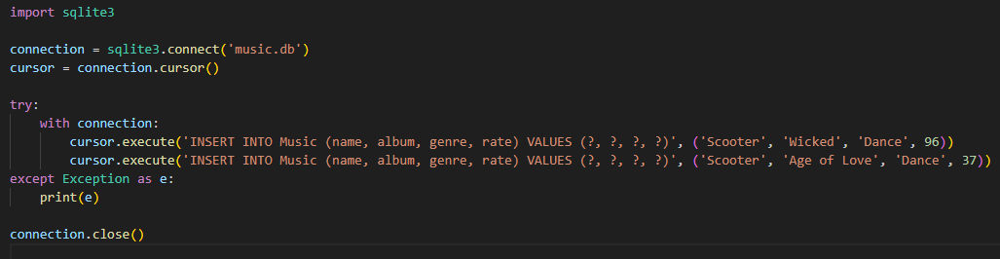 import sqlite3
connection = sqlite3.connect('music.db')
cursor = connection.cursor()
try:
    with connection:
        cursor.execute('INSERT INTO Music (name, album, genre, rate) VALUES (?, ?, ?, ?)', ('Scooter', 'Wicked', 'Dance', 96))
        cursor.execute('INSERT INTO Music (name, album, genre, rate) VALUES (?, ?, ?, ?)', ('Scooter', 'Age of Love', 'Dance', 37))
except Exception as e:
    print(e)
connection.close()